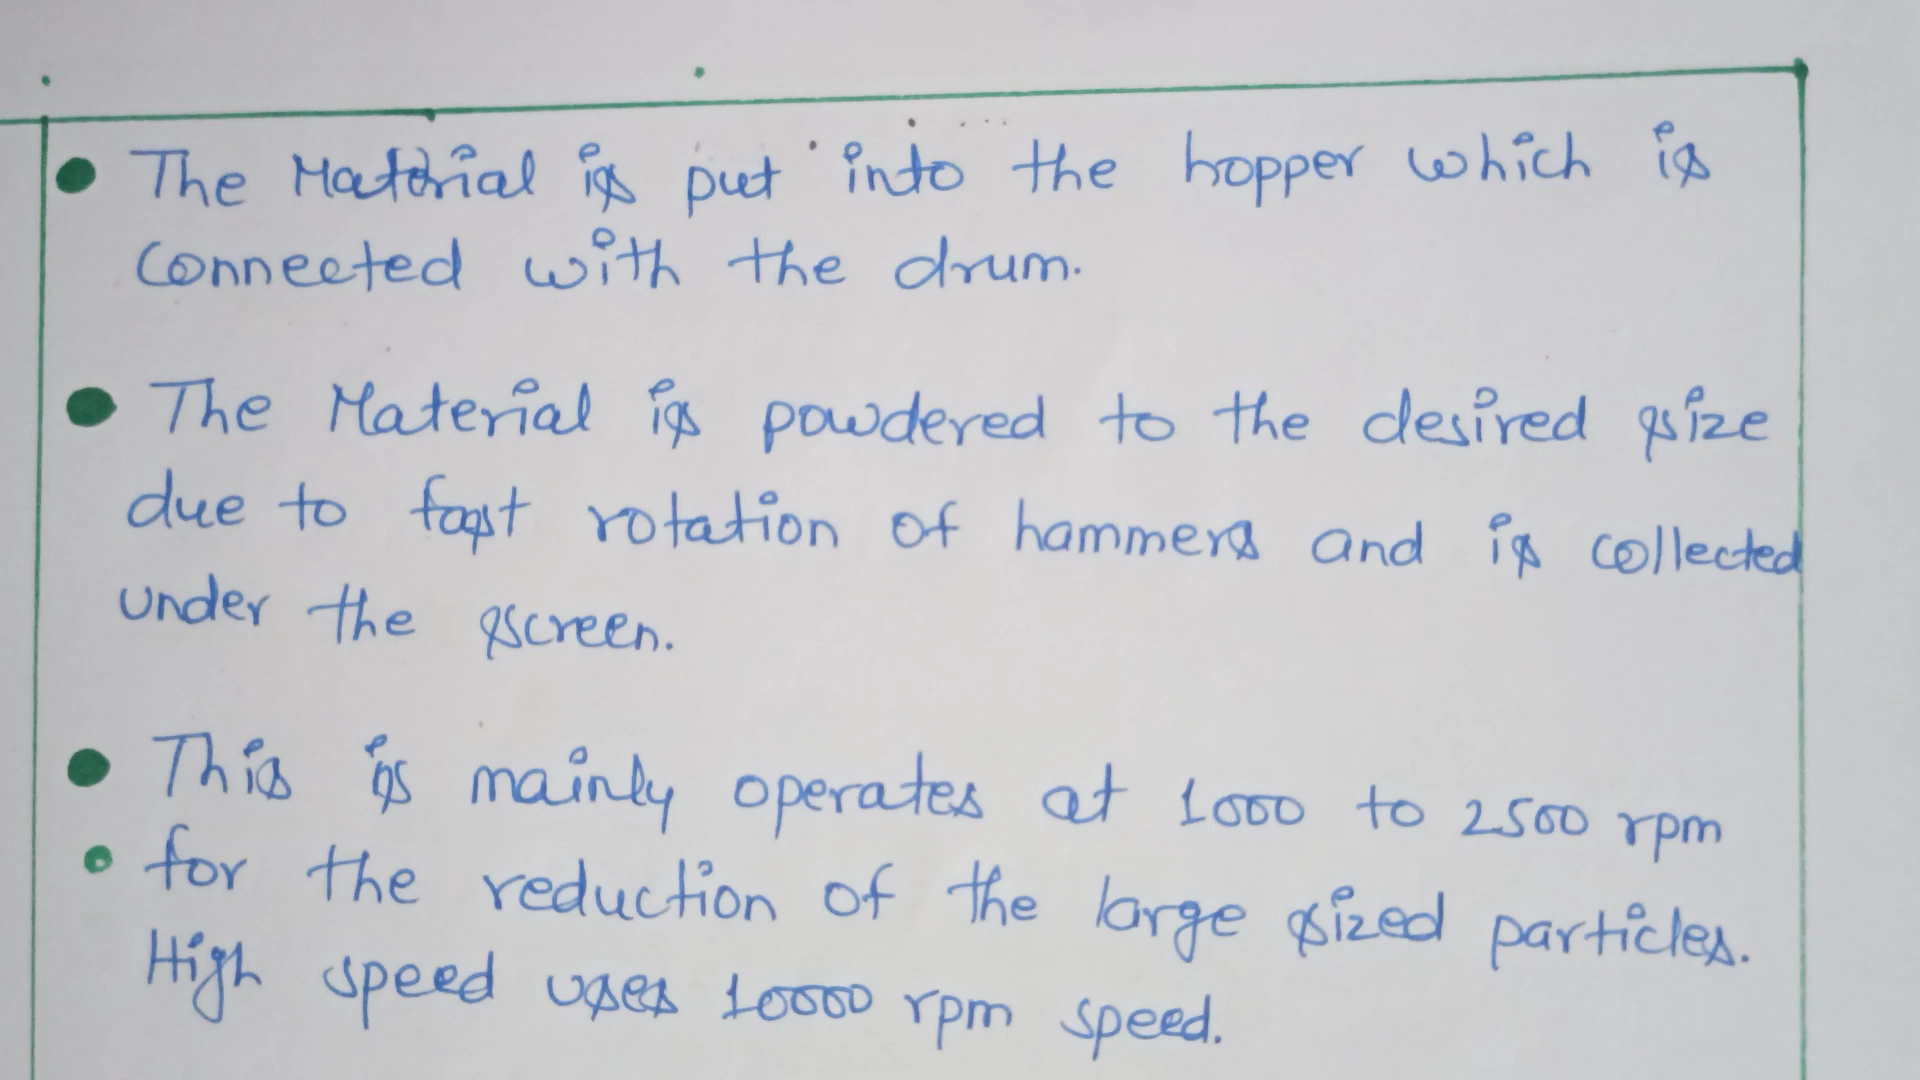 • The Material is put into the hopper which is
connected with the drum.
• The Material is powdered to the desired size
due to fast rotation of hammers and is collected
under the screen.
• This is mainly operates at 1000 to 2500 rpm
• for the reduction of the large sized particles.
High speed uses 10000 rpm speed.